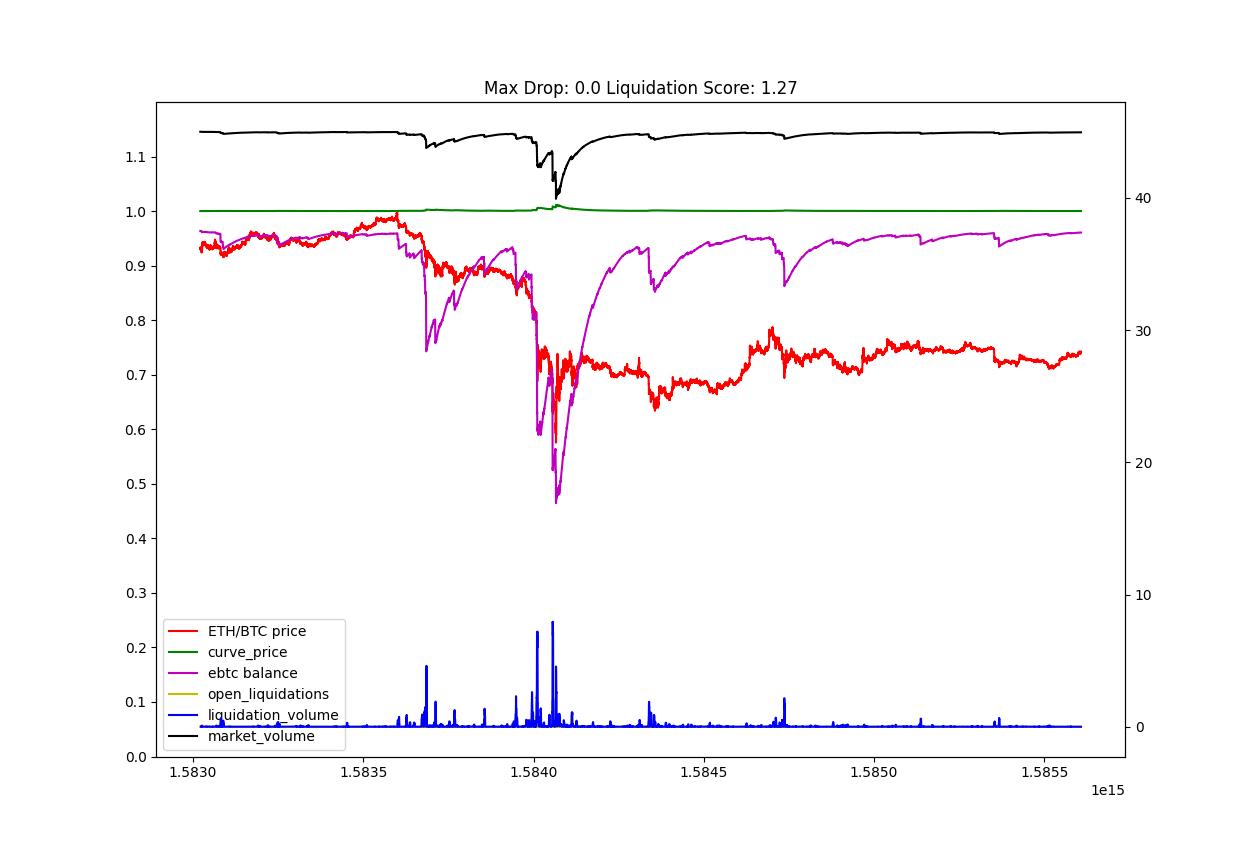 Max Drop: 0.0 Liquidation Score: 1.27
1.1
1.0
0.9
0.8
0.7
0.6
0.5
0.4
0.3
0.2
0.1
0.0
40
30
20
10
0
ETH/BTC price
curve_price
ebtc balance
open_liquidations
liquidation_volume
market_volume
1.5830 1.5835 1.5840 1.5845 1.5850 1.5855
1e15